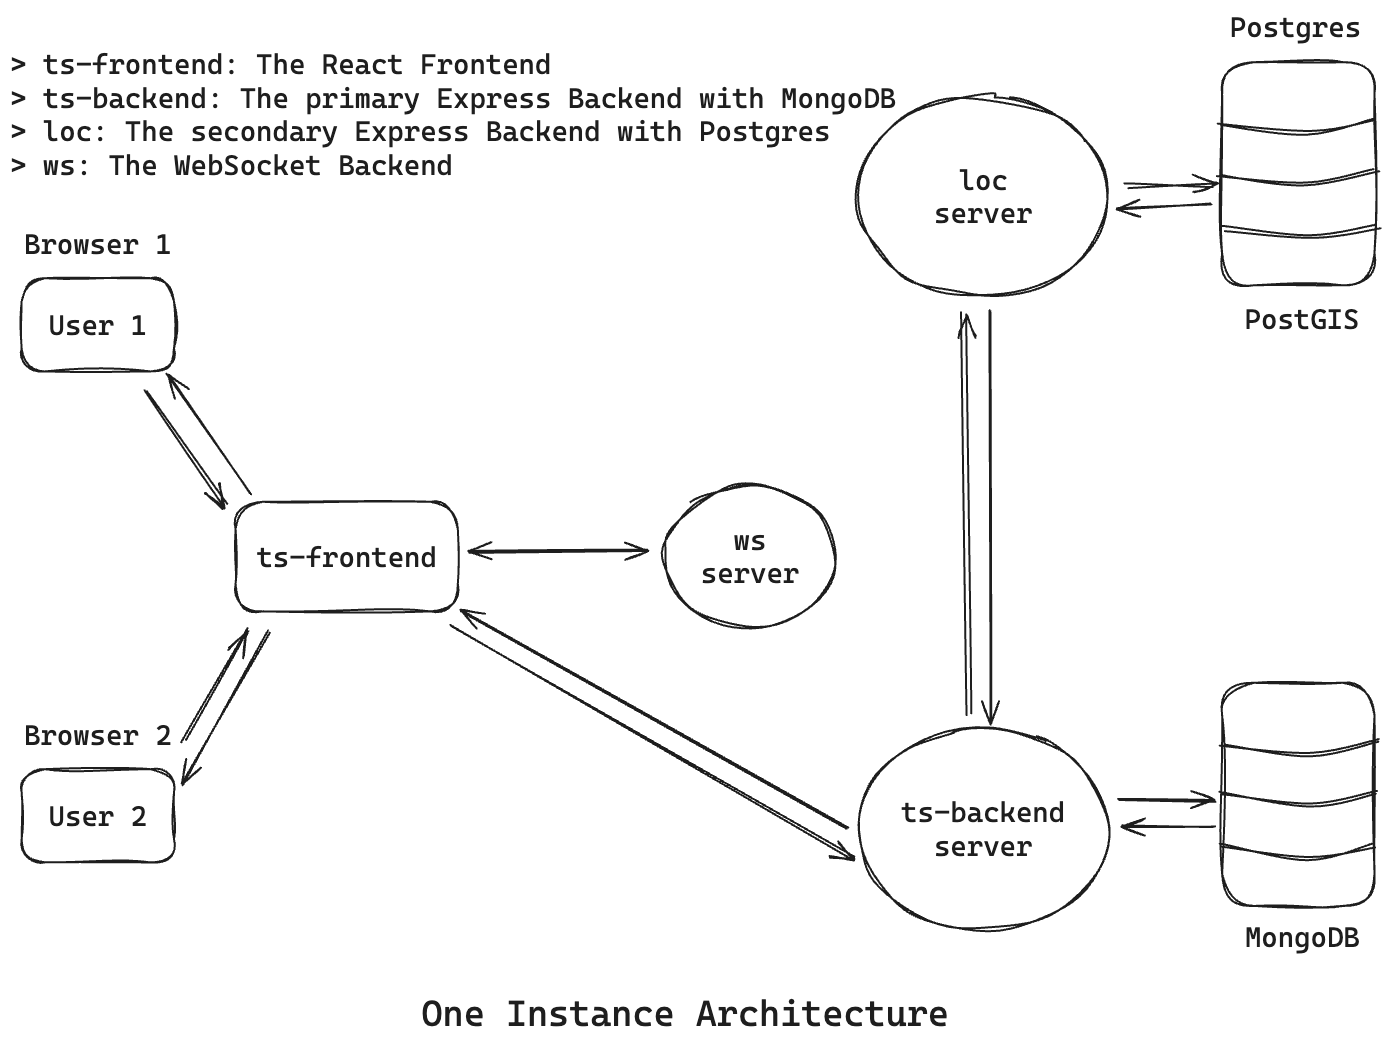 > ts-frontend: The React Frontend
> ts-backend: The primary Express Backend with MongoDB
> loc: The secondary Express Backend with Postgres
> ws: The WebSocket Backend
Postgres
loc
server
PostGIS
Browser 1
User 1
ts-frontend
ws
server
Browser 2
User 2
ts-backend
server
MongoDB
One Instance Architecture